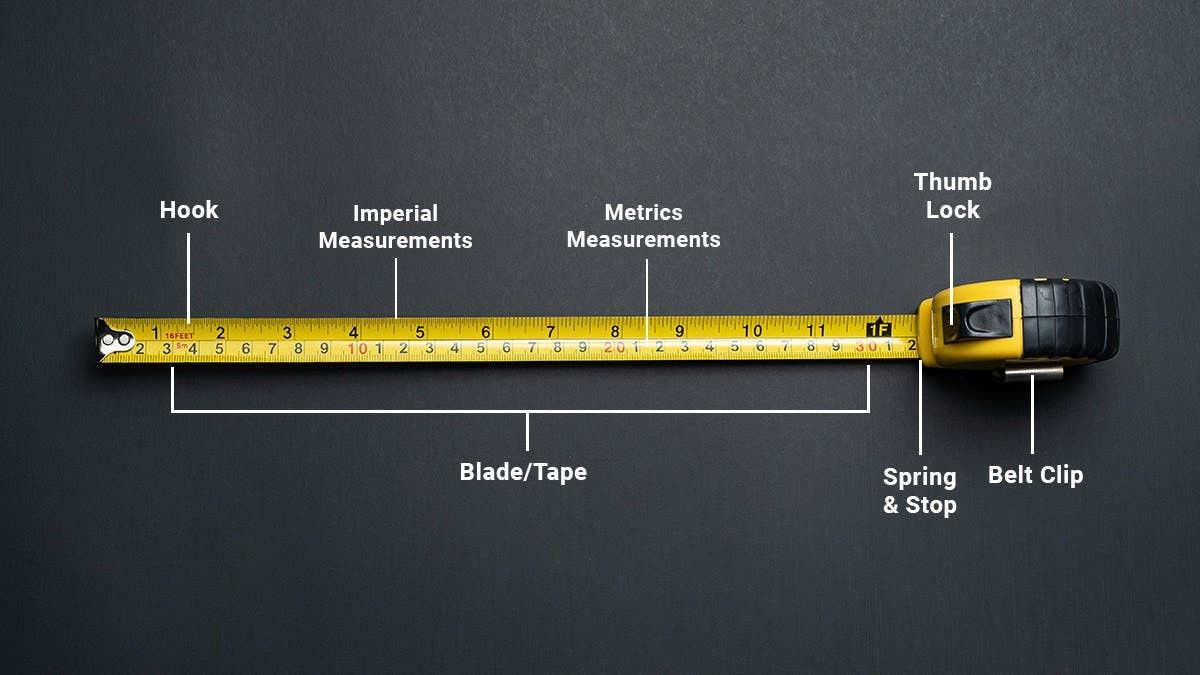 Thumb
Lock
Hook
Imperial
Measurements
Metrics
Measurements
1 16FEET 2 3 4 5 6 7 8 9 10 11 1F
2 3 5m 4 5 6 7 8 9 10 1 2 3 4 5 6 7 8 9 20 1 2 3 4 5 6 7 8 9 30 1 2
Blade/Tape
Spring
& Stop
Belt Clip